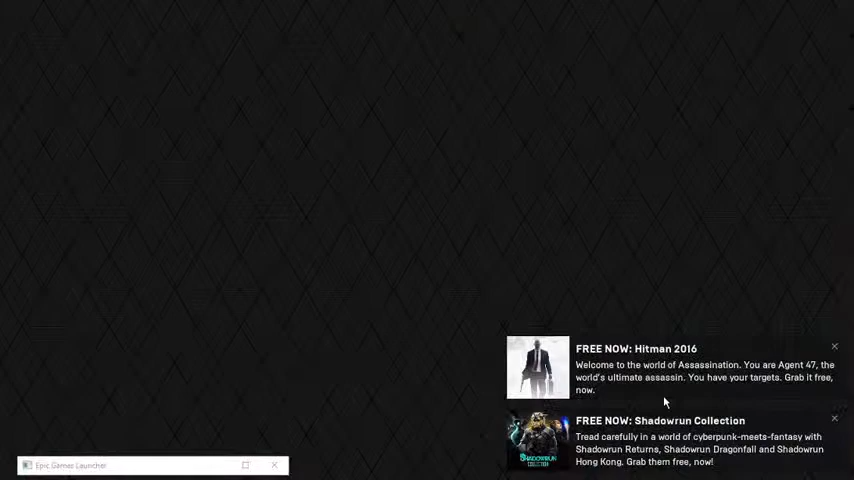 FREE NOW: Hitman 2016
Welcome to the world of Assassination. You are Agent 47, the
world's ultimate assassin. You have your targets. Grab it free,
now.
SHADOWRUN
COLLECTION
FREE NOW: Shadowrun Collection
Tread carefully in a world of cyberpunk-meets-fantasy with
Shadowrun Returns, Shadowrun Dragonfall and Shadowrun
Hong Kong. Grab them free, now!
Epic Games Launcher